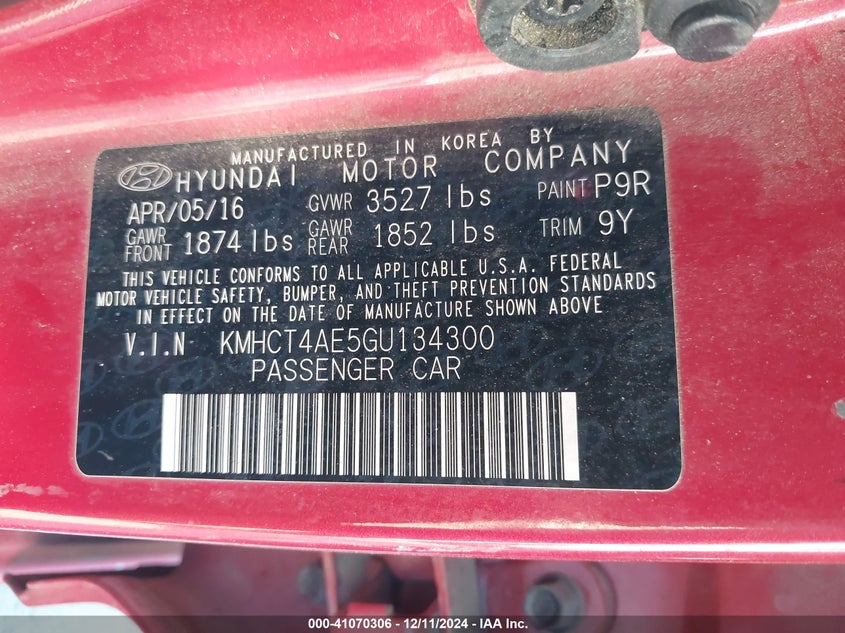 MANUFACTURED IN KOREA BY
HYUNDAI MOTOR COMPANY
APR/05/16 GVWR 3527 lbs PAINT P9R
GAWR FRONT 1874 lbs GAWR REAR 1852 lbs TRIM 9Y
THIS VEHICLE CONFORMS TO ALL APPLICABLE U.S.A. FEDERAL
MOTOR VEHICLE SAFETY, BUMPER, AND THEFT PREVENTION STANDARDS
IN EFFECT ON THE DATE OF MANUFACTURE SHOWN ABOVE
V.I.N KMHCT4AE5GU134300
PASSENGER CAR
000-41070306 - 12/11/2024 - IAA Inc.